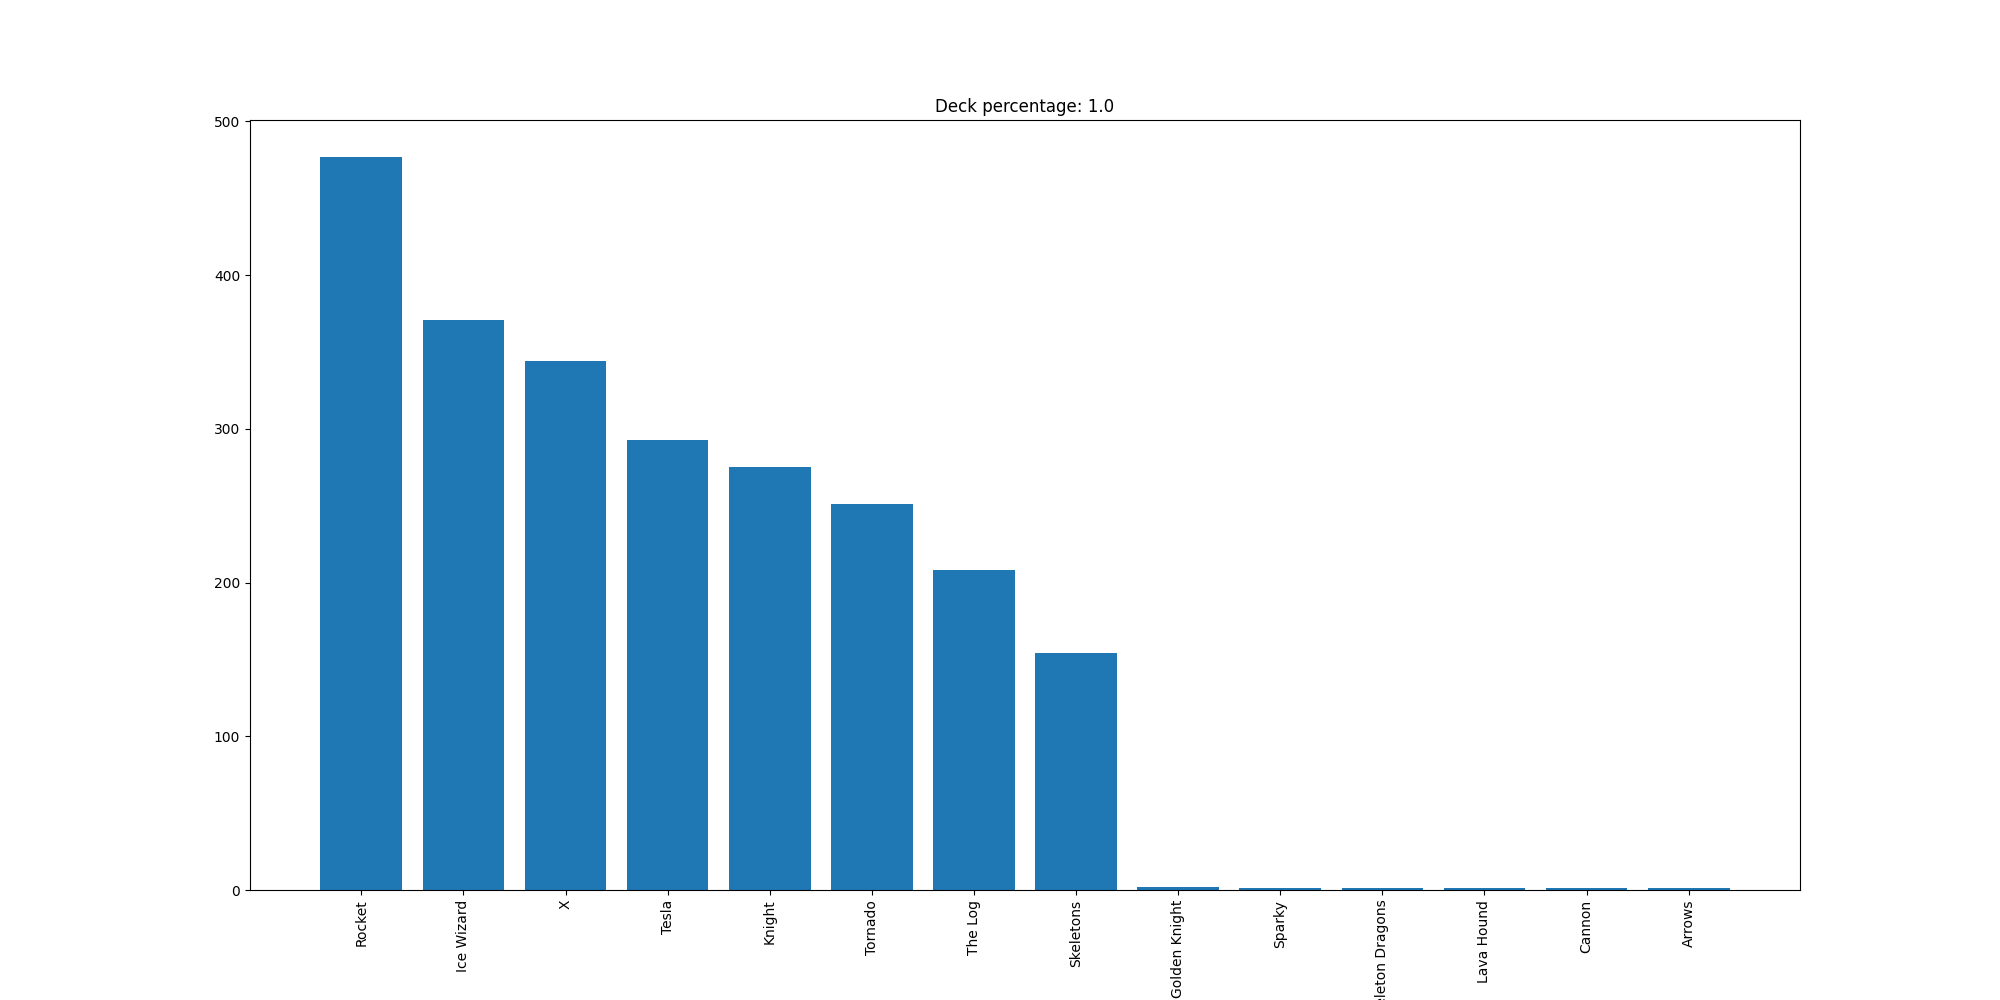 Deck percentage: 1.0
500
400
300
200
100
0
Rocket
Ice Wizard
X
Tesla
Knight
Tornado
The Log
Skeletons
Golden Knight
Sparky
Dragons
Lava Hound
Cannon
Arrows